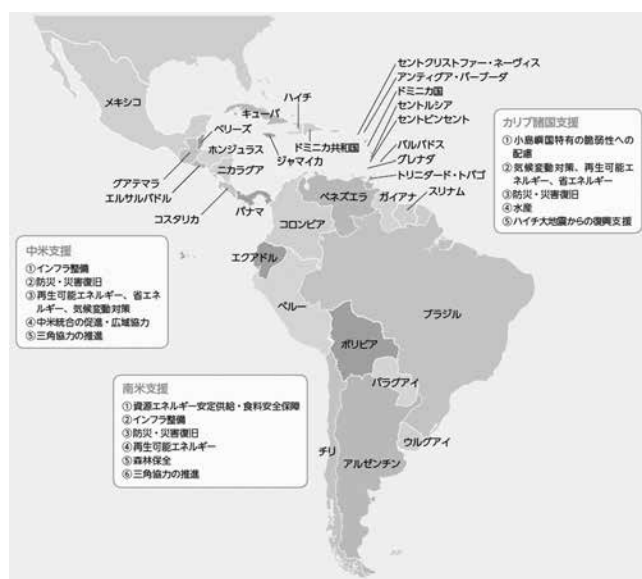 メキシコ
ベリーズ
キューバ
ハイチ
ホンジュラス
ジャマイカ
ドミニカ共和国
ニカラグア
グアテマラ
エルサルバドル
コスタリカ
パナマ
セントクリストファー・ネーヴィス
アンティグア・バーブーダ
ドミニカ国
セントルシア
セントビンセント
バルバドス
グレナダ
トリニダード・トバゴ
ベネズエラ
ガイアナ
スリナム
コロンビア
エクアドル
ペルー
ブラジル
ボリビア
パラグアイ
ウルグアイ
チリ
アルゼンチン
カリブ諸国支援
①小島嶼国特有の脆弱性への
配慮
②気候変動対策、再生可能エ
ネルギー、省エネルギー
③防災・災害復旧
④水産
⑤ハイチ大地震からの復興支援
中米支援
①インフラ整備
②防災・災害復旧
③再生可能エネルギー、省エネ
ルギー、気候変動対策
④中米統合の促進・広域協力
⑤三角協力の推進
南米支援
①資源エネルギー安定供給・食料安全保障
②インフラ整備
③防災・災害復旧
④再生可能エネルギー
⑤森林保全
⑥三角協力の推進